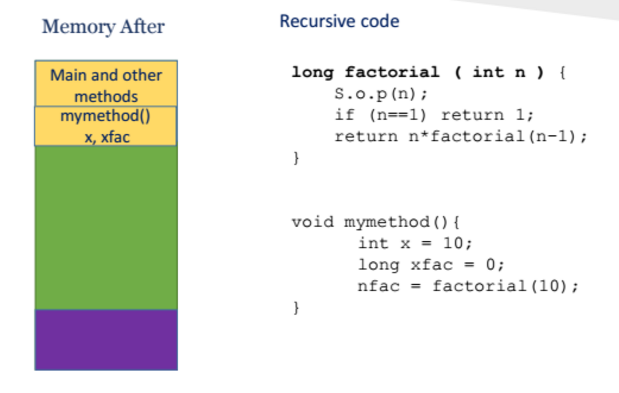 Memory After
Main and other
methods
mymethod()
x, xfac
Recursive code
long factorial ( int n ) {
S.o.p(n);
if (n==1) return 1;
return n*factorial(n-1);
}
void mymethod(){
int x = 10;
long xfac = 0;
nfac = factorial(10);
}